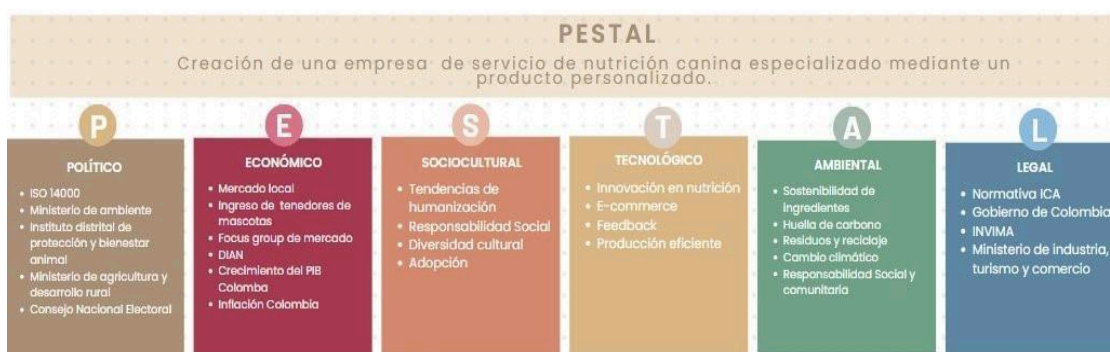 PESTAL
Creación de una empresa de servicio de nutrición canina especializado mediante un
producto personalizado.
P
POLÍTICO
• ISO 14000
• Ministerio de ambiente
• Instituto distrital de
protección y bienestar
animal
• Ministerio de agricultura y
desarrollo rural
• Consejo Nacional Electoral
E
ECONÓMICO
• Mercado local
• Ingreso de tenedores de
mascotas
• Focus group de mercado
• DIAN
• Crecimiento del PIB
Colomba
• Inflación Colombia
S
SOCIOCULTURAL
• Tendencias de
humanización
• Responsabilidad Social
• Diversidad cultural
• Adopción
T
TECNOLÓGICO
• Innovación en nutrición
• E-commerce
• Feedback
• Producción eficiente
A
AMBIENTAL
• Sostenibilidad de
ingredientes
• Huella de carbono
• Residuos y reciclaje
• Cambio climático
• Responsabilidad Social y
comunitaria
L
LEGAL
• Normativa ICA
• Gobierno de Colombia
• INVIMA
• Ministerio de industria,
turismo y comercio